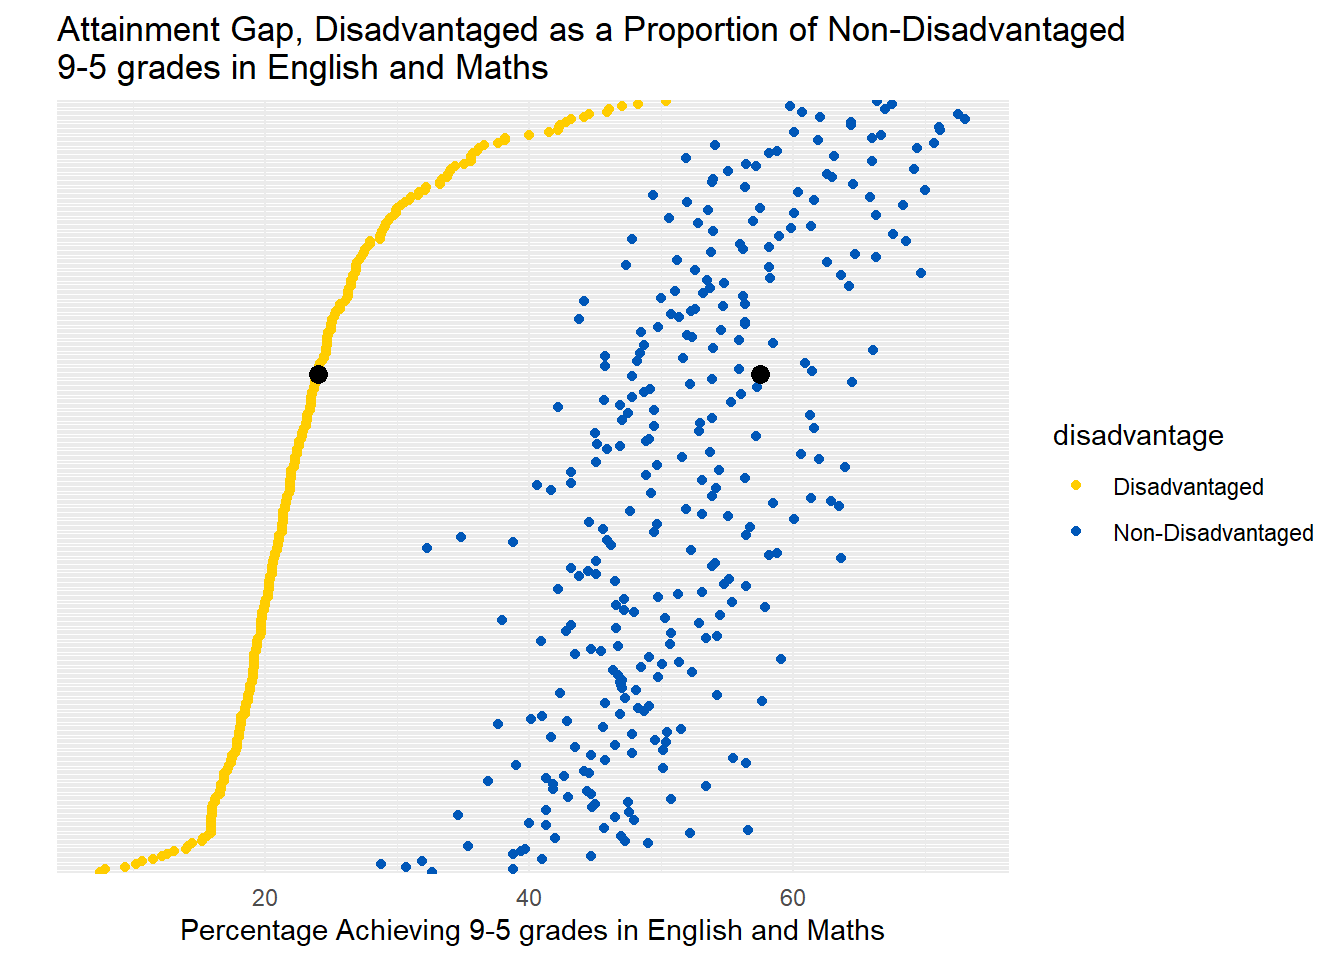 Attainment Gap, Disadvantaged as a Proportion of Non-Disadvantaged
9-5 grades in English and Maths
disadvantage
Disadvantaged
Non-Disadvantaged
20
40
60
Percentage Achieving 9-5 grades in English and Maths